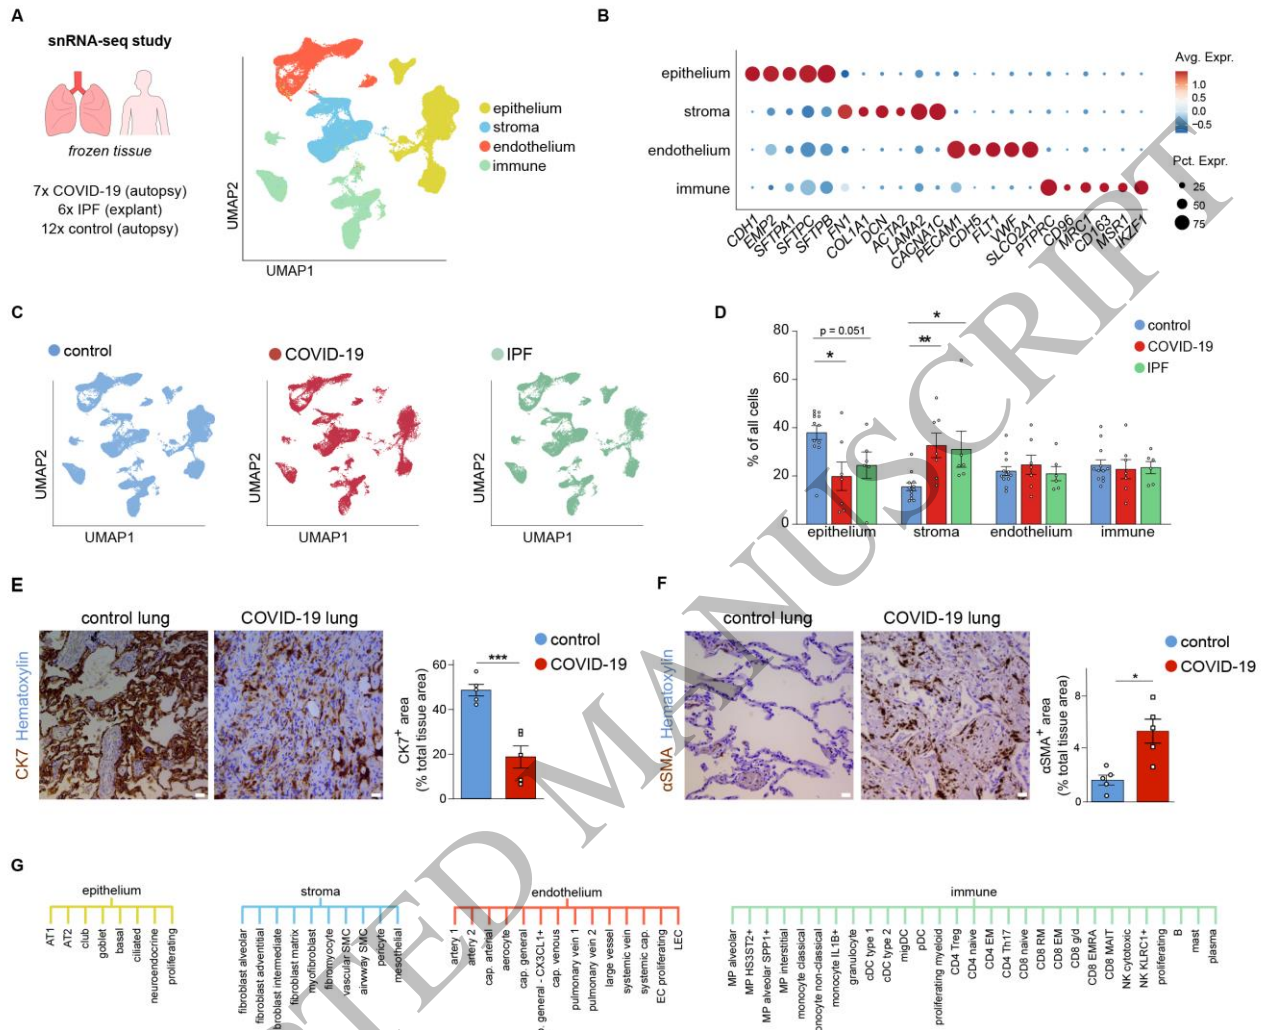 A
snRNA-seq study
frozen tissue
7x COVID-19 (autopsy)
6x IPF (explant)
12x control (autopsy)
UMAP2
UMAP1
epithelium
stroma
endothelium
immune
B
epithelium
stroma
endothelium
immune
CDH1
EMP2
SFTPA1
SFTPC
SFTPB
FN1
COL1A1
DCN
ACTA2
LAMA2
CACNA1C
PECAM1
CDH5
FLT1
VWF
SLCO2A1
PTPRC
CD96
MRC1
CD163
MSR1
IKZF1
Avg. Expr.
1.0
0.5
0.0
−0.5
Pct. Expr.
25
50
75
C
control
UMAP2
UMAP1
COVID-19
UMAP2
UMAP1
IPF
UMAP2
UMAP1
D
% of all cells
80
60
40
20
0
p = 0.051
*
**
*
epithelium
stroma
endothelium
immune
control
COVID-19
IPF
E
control lung
COVID-19 lung
CK7 Hematoxylin
control
COVID-19
CK7+ area
(% total tissue area)
60
40
20
0
***
F
control lung
COVID-19 lung
αSMA Hematoxylin
control
COVID-19
αSMA+ area
(% total tissue area)
8
4
0
*
G
epithelium
AT1
AT2
club
goblet
basal
ciliated
neuroendocrine
proliferating
stroma
fibroblast alveolar
fibroblast adventitial
fibroblast matrix
myofibroblast
fibromyocyte
vascular SMC
airway SMC
pericyte
mesothelial
endothelium
artery 1
artery 2
cap. arterial
aerocyte
cap. general
general - CX3CL1+
cap. venous
pulmonary vein 1
pulmonary vein 2
large vessel
systemic vein
systemic cap.
EC proliferating
LEC
immune
MP alveolar
MP HS3ST2+
MP alveolar SPP1+
MP interstitial
monocyte classical
non-classical
monocyte IL1B+
granulocyte
cDC type 1
cDC type 2
migDC
pDC
proliferating myeloid
CD4 Treg
CD4 naive
CD4 EM
CD4 Th17
CD8 naive
CD8 RM
CD8 EM
CD8 g/d
CD8 EMRA
CD8 MAIT
NK cytotoxic
NK KLRC1+
proliferating
B
mast
plasma
TED MANUSCRIPT